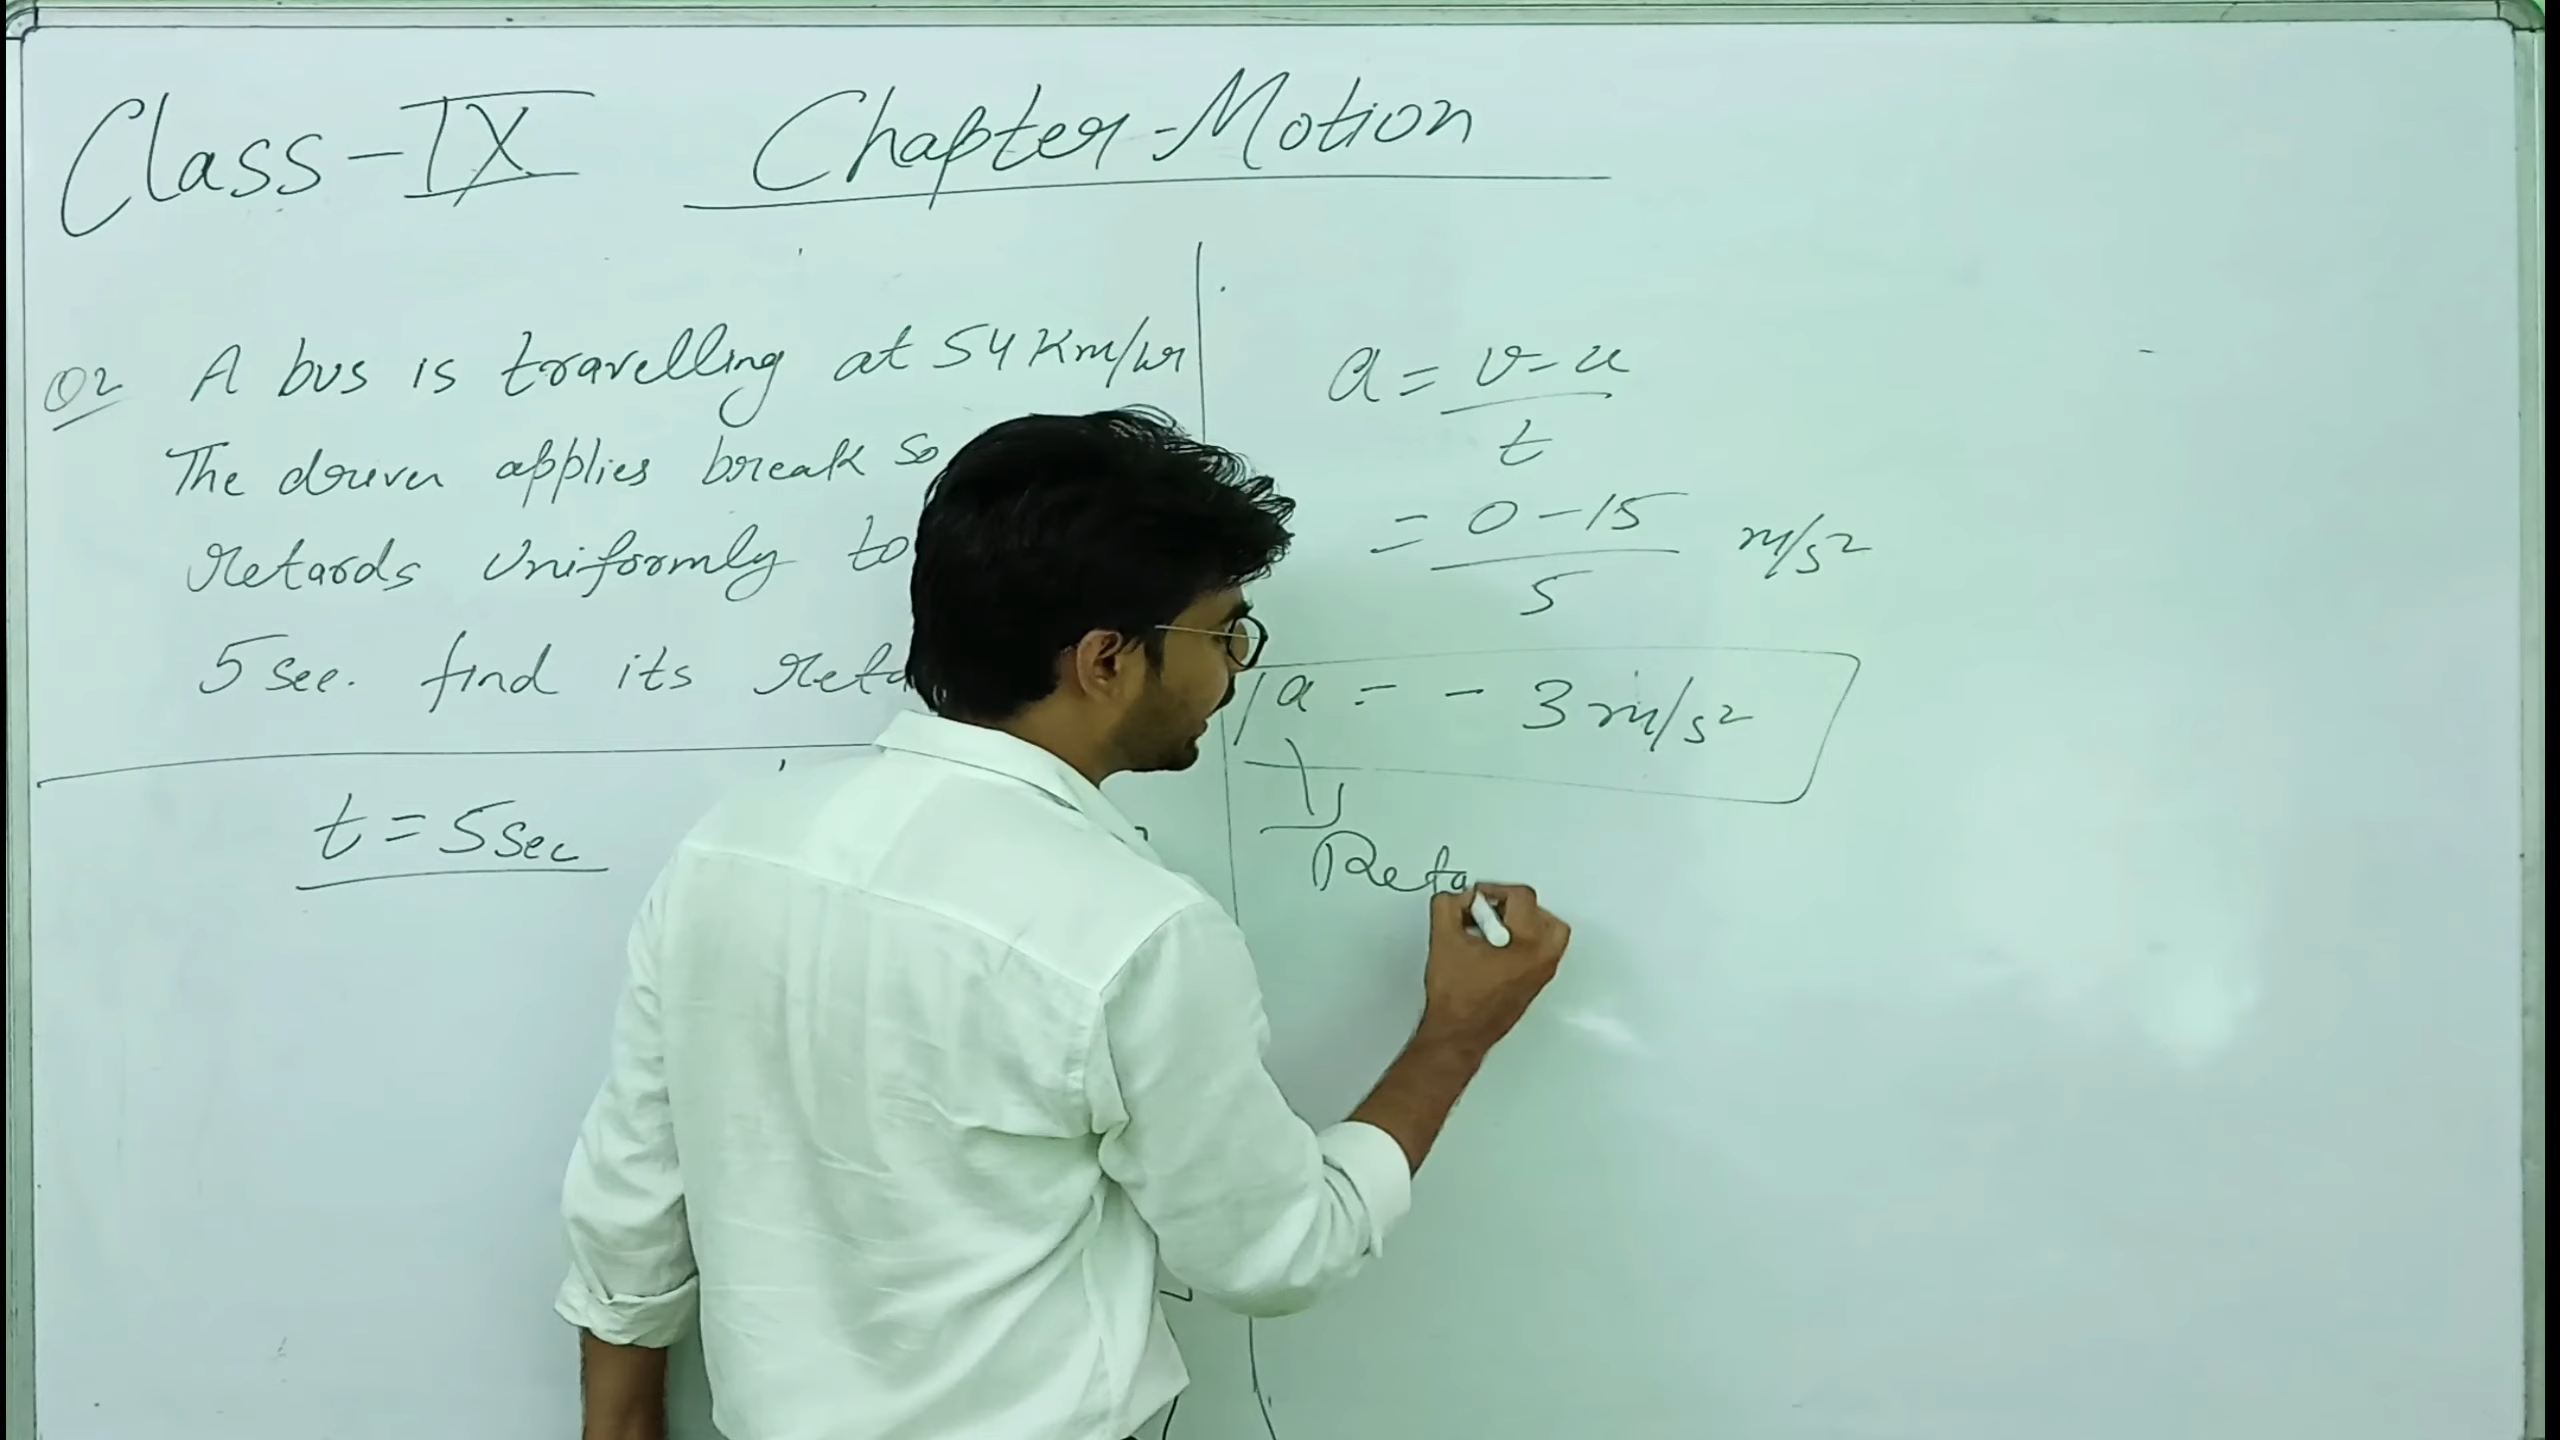 Class-IX Chapter-Motion
Q2 A bus is travelling at 54 Km/hr
The driver applies break so
retards Uniformly to
5 sec. find its reta
t = 5 Sec
a = v-u
t
= 0-15 m/s²
5
a = - 3 m/s²
Reta